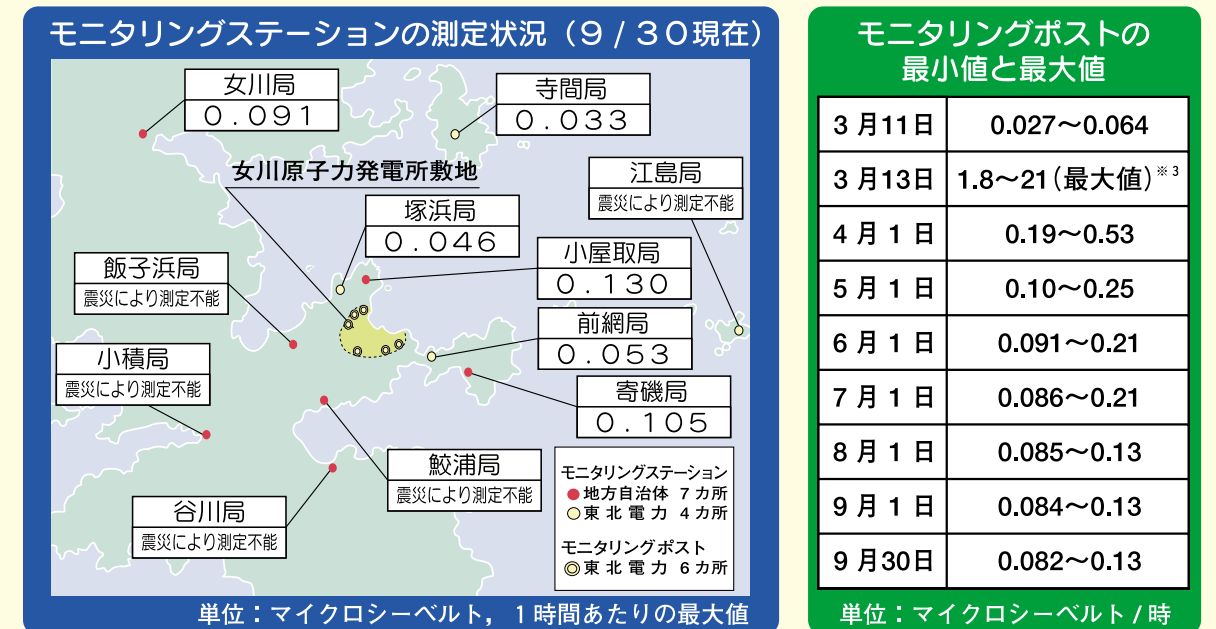 モニタリングステーションの測定状況（９/３０現在）
女川局
０.０９１
寺間局
０.０３３
女川原子力発電所敷地
江島局
震災により測定不能
塚浜局
０.０４６
小屋取局
０.１３０
飯子浜局
震災により測定不能
前網局
０.０５３
小積局
震災により測定不能
寄磯局
０.１０５
鮫浦局
震災により測定不能
谷川局
震災により測定不能
モニタリングステーション
地方自治体 7カ所
東北電力 4カ所
モニタリングポスト
東北電力 6カ所
単位：マイクロシーベルト，１時間あたりの最大値
モニタリングポストの
最小値と最大値
3月11日 0.027〜0.064
3月13日 1.8〜21（最大値）※3
4月1日 0.19〜0.53
5月1日 0.10〜0.25
6月1日 0.091〜0.21
7月1日 0.086〜0.21
8月1日 0.085〜0.13
9月1日 0.084〜0.13
9月30日 0.082〜0.13
単位：マイクロシーベルト/時